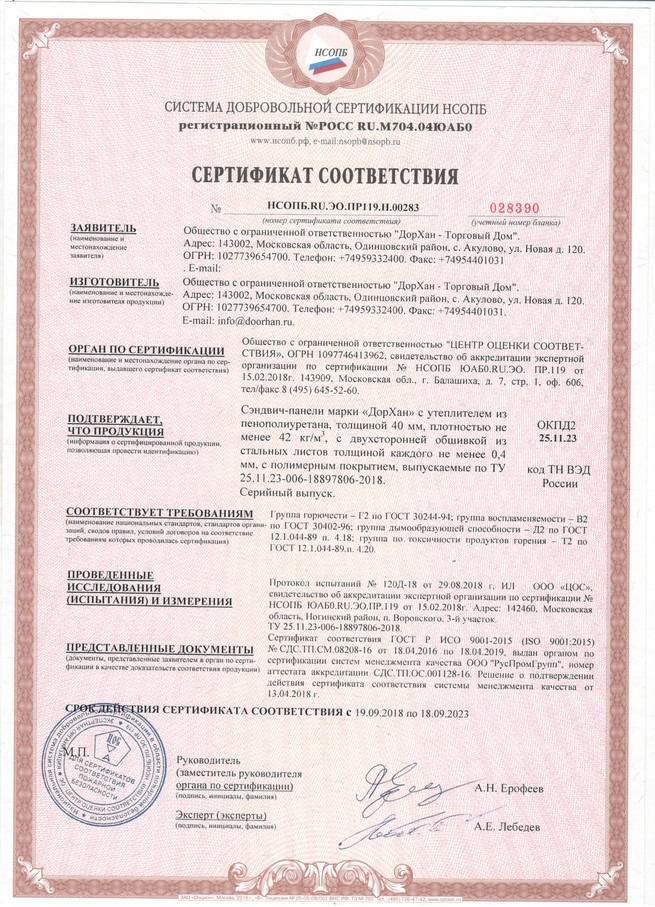 НСОПБ
СИСТЕМА ДОБРОВОЛЬНОЙ СЕРТИФИКАЦИИ НСОПБ
регистрационный №РОСС RU.М704.04ЮАБ0
www.нсопб.рф, e-mail:nsopb@nsopb.ru
СЕРТИФИКАТ СООТВЕТСТВИЯ
№ НСОПБ.RU.ЭО.ПР119.Н.00283 028390
(номер сертификата соответствия) (учетный номер бланка)
ЗАЯВИТЕЛЬ
(наименование и
местонахождение
заявителя)
Общество с ограниченной ответственностью "ДорХан - Торговый Дом".
Адрес: 143002, Московская область, Одинцовский район, с. Акулово, ул. Новая д. 120.
ОГРН: 1027739654700. Телефон: +74959332400. Факс: +74954401031
. E-mail:
ИЗГОТОВИТЕЛЬ
(наименование и местонахожде-
ние изготовителя продукции)
Общество с ограниченной ответственностью "ДорХан - Торговый Дом".
Адрес: 143002, Московская область, Одинцовский район, с. Акулово, ул. Новая д. 120.
ОГРН: 1027739654700. Телефон: +74959332400. Факс: +74954401031.
E-mail: info@doorhan.ru.
ОРГАН ПО СЕРТИФИКАЦИИ
(наименование и местонахождение органа по сер-
тификации, выдавшего сертификат соответствия)
Общество с ограниченной ответственностью "ЦЕНТР ОЦЕНКИ СООТВЕТ-
СТВИЯ», ОГРН 1097746413962, свидетельство об аккредитации экспертной
организации по сертификации № НСОПБ ЮАБ0.RU.ЭО. ПР.119 от
15.02.2018г. 143909, Московская обл., г. Балашиха, д. 7, стр. 1, оф. 606,
тел/факс 8 (495) 645-52-60.
ПОДТВЕРЖДАЕТ,
ЧТО ПРОДУКЦИЯ
(информация о сертифицированной продукции,
позволяющая провести идентификацию)
Сэндвич-панели марки «ДорХан» с утеплителем из
пенополиуретана, толщиной 40 мм, плотностью не
менее 42 кг/м³, с двухсторонней обшивкой из
стальных листов толщиной каждого не менее 0,4
мм, с полимерным покрытием, выпускаемые по ТУ
25.11.23-006-18897806-2018.
Серийный выпуск.
ОКПД2
25.11.23
код ТН ВЭД
России
СООТВЕТСТВУЕТ ТРЕБОВАНИЯМ
(наименование национальных стандартов, стандартов органи-
заций, сводов правил, условий договоров на соответствие
требованиям которых проводилась сертификация)
Группа горючести – Г2 по ГОСТ 30244-94; группа воспламеняемости – В2
по ГОСТ 30402-96; группа дымообразующей способности – Д2 по ГОСТ
12.1.044-89 п. 4.18; группа по токсичности продуктов горения – Т2 по
ГОСТ 12.1.044-89.п. 4.20.
ПРОВЕДЕННЫЕ
ИССЛЕДОВАНИЯ
(ИСПЫТАНИЯ) И ИЗМЕРЕНИЯ
Протокол испытаний № 120Д-18 от 29.08.2018 г. ИЛ ООО «ЦОС»,
свидетельство об аккредитации экспертной организации по сертификации №
НСОПБ ЮАБ0.RU.ЭО.ПР.119 от 15.02.2018г. Адрес: 142460, Московская
область, Ногинский район, п. Воровского. 3-й участок.
ТУ 25.11.23-006-18897806-2018.
ПРЕДСТАВЛЕННЫЕ ДОКУМЕНТЫ
(документы, представленные заявителем в орган по серти-
фикации в качестве доказательств соответствия продукции)
Сертификат соответствия ГОСТ Р ИСО 9001-2015 (ISO 9001:2015)
№ СДС.ТП.СМ.08208-16 от 18.04.2016 по 18.04.2019, выдан органом по
сертификации систем менеджмента качества ООО "РусПромГрупп", номер
аттестата аккредитации СДС.ТП.ОС.001128-16. Решение о подтверждении
действия сертификата соответствия системы менеджмента качества от
13.04.2018 г.
СРОК ДЕЙСТВИЯ СЕРТИФИКАТА СООТВЕТСТВИЯ с 19.09.2018 по 18.09.2023
М.П.
ДЛЯ СЕРТИФИКАТОВ
СООТВЕТСТВИЯ
ПОЖАРНОЙ
БЕЗОПАСНОСТИ
Руководитель
(заместитель руководителя
органа по сертификации)
(подпись, инициалы, фамилия)
А.Н. Ерофеев
Эксперт (эксперты)
(подпись, инициалы, фамилия)
А.Е. Лебедев